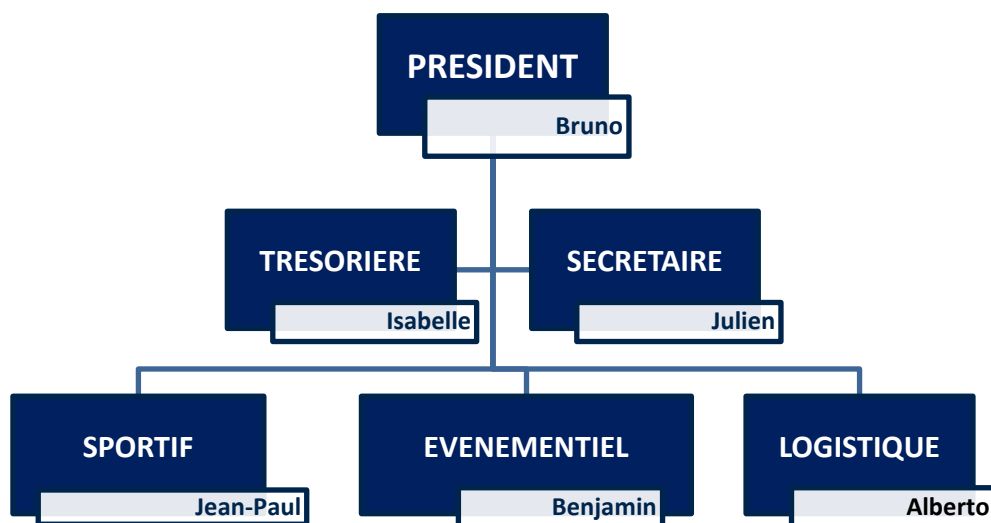 PRESIDENT
Bruno
TRESORIERE
Isabelle
SECRETAIRE
Julien
SPORTIF
Jean-Paul
EVENEMENTIEL
Benjamin
LOGISTIQUE
Alberto